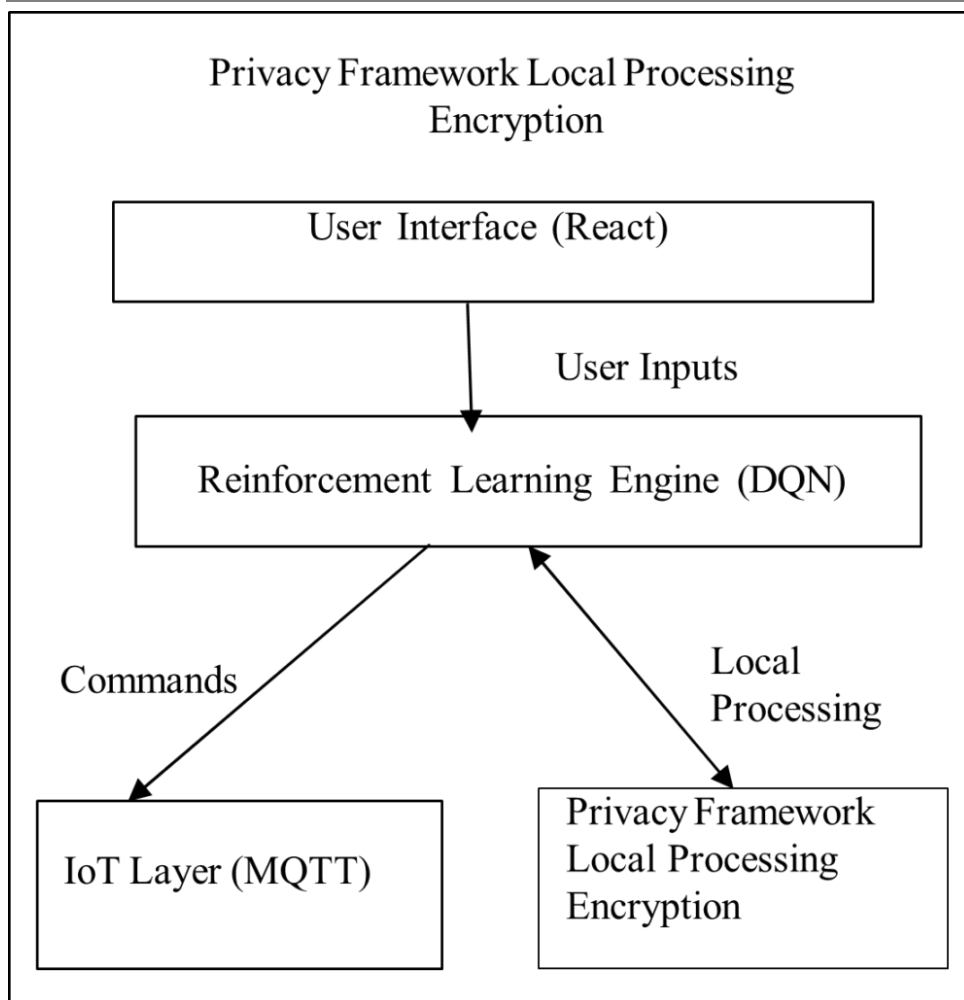 Privacy Framework Local Processing
Encryption
User Interface (React)
User Inputs
Reinforcement Learning Engine (DQN)
Commands
Local
Processing
IoT Layer (MQTT)
Privacy Framework
Local Processing
Encryption